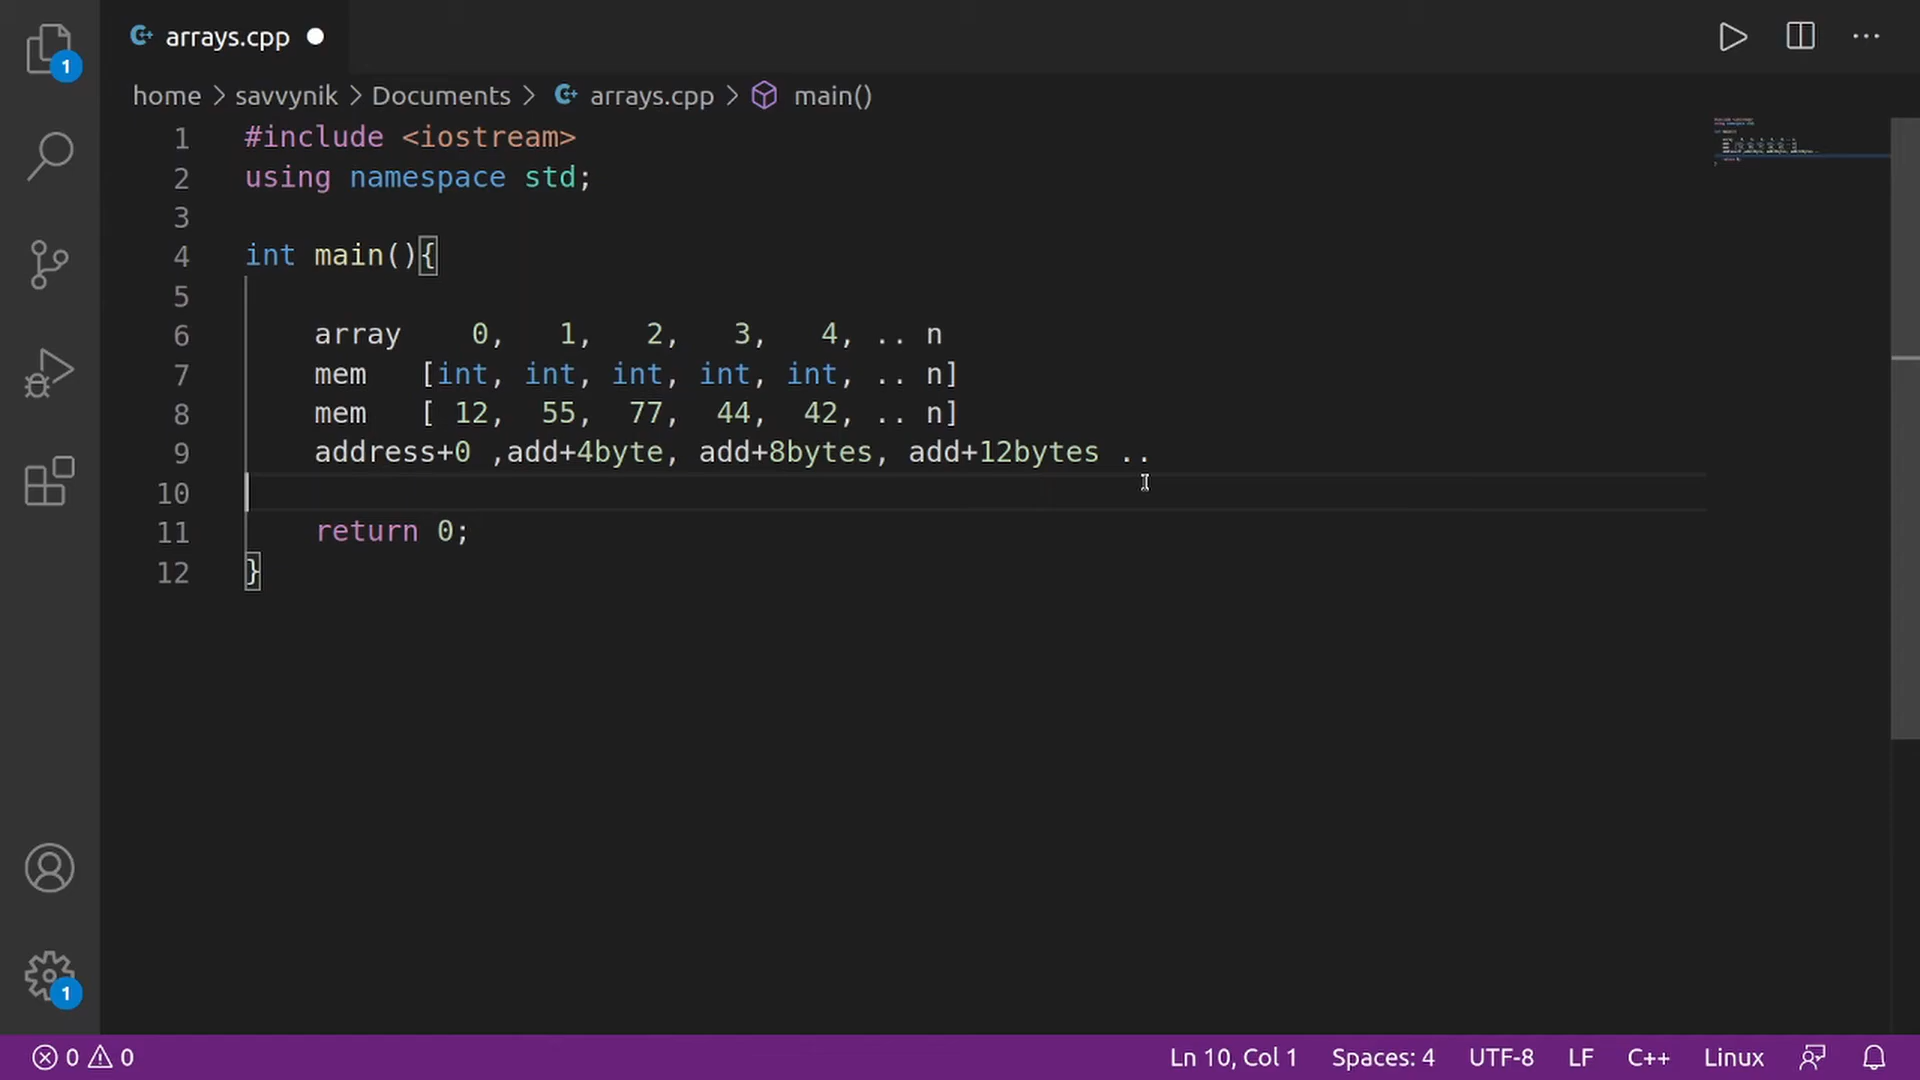 arrays.cpp
1
home > savvynik > Documents > arrays.cpp > main()
1 #include <iostream>
2 using namespace std;
3
4 int main(){
5
6 array 0, 1, 2, 3, 4, .. n
7 mem [int, int, int, int, int, .. n]
8 mem [ 12, 55, 77, 44, 42, .. n]
9 address+0 ,add+4byte, add+8bytes, add+12bytes ..
10
11 return 0;
12 }
1
0 0 Ln 10, Col 1 Spaces: 4 UTF-8 LF C++ Linux